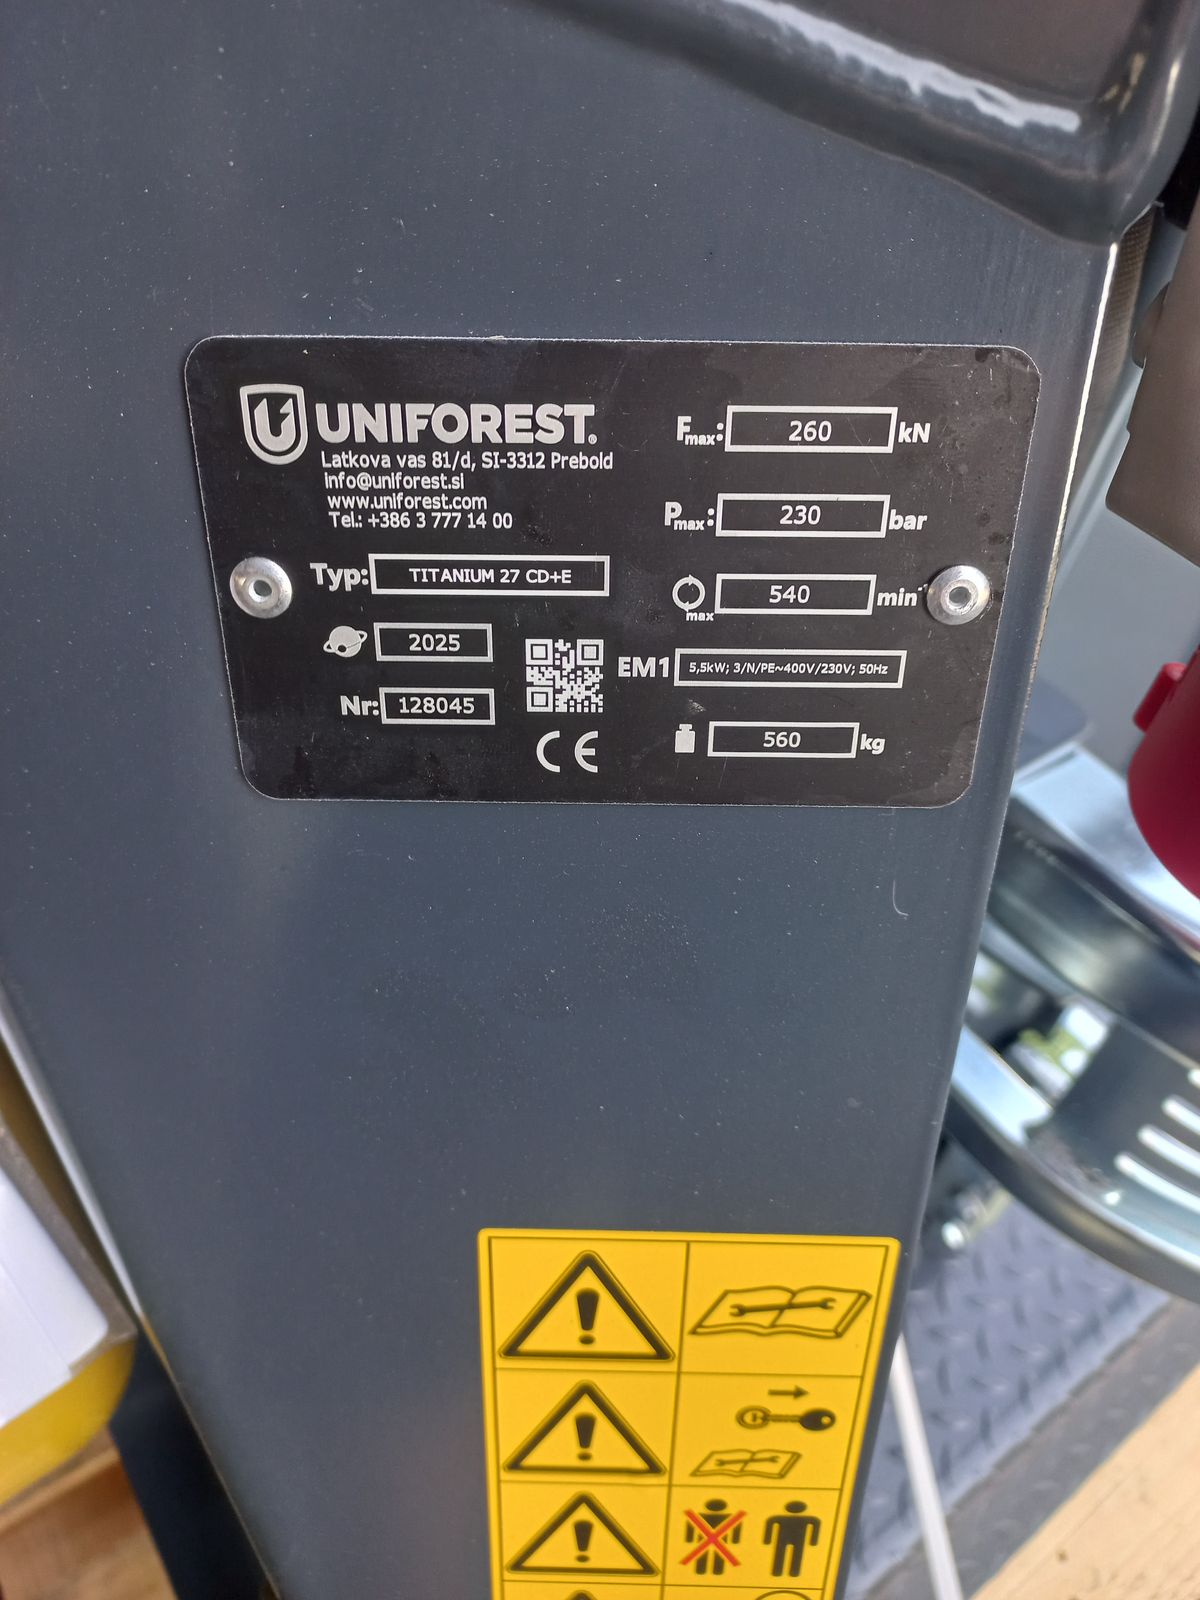 UNIFOREST®
Latkova vas 81/d, SI-3312 Prebold
info@uniforest.si
www.uniforest.com
Tel.: +386 3 777 14 00
Typ: TITANIUM 27 CD+E
2025
Nr: 128045
CE
Fmax: 260 kN
Pmax: 230 bar
max 540 min⁻¹
EM1 5,5kW; 3/N/PE~400V/230V; 50Hz
560 kg